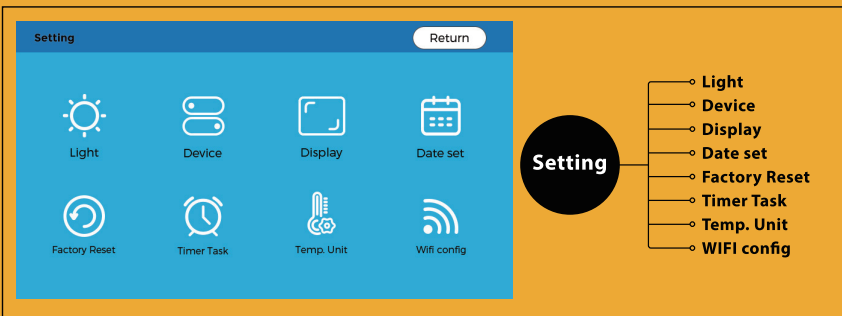 Setting
Return
Light
Device
Display
Date set
Factory Reset
Timer Task
Temp. Unit
Wifi config
Setting
Light
Device
Display
Date set
Factory Reset
Timer Task
Temp. Unit
WIFI config